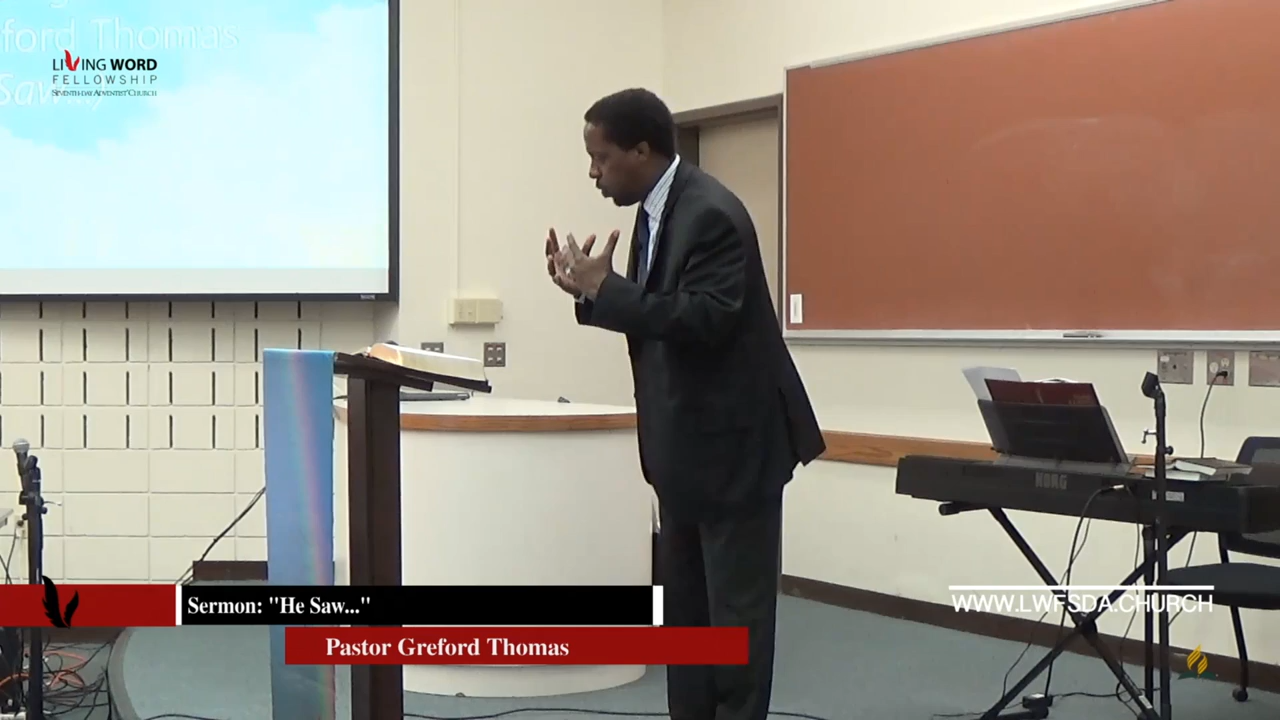 ford Thomas
Saw...)
LIVING WORD
FELLOWSHIP
SEVENTH-DAY ADVENTIST CHURCH
KORG
Sermon: "He Saw..."
WWW.LWFSDA.CHURCH
Pastor Greford Thomas